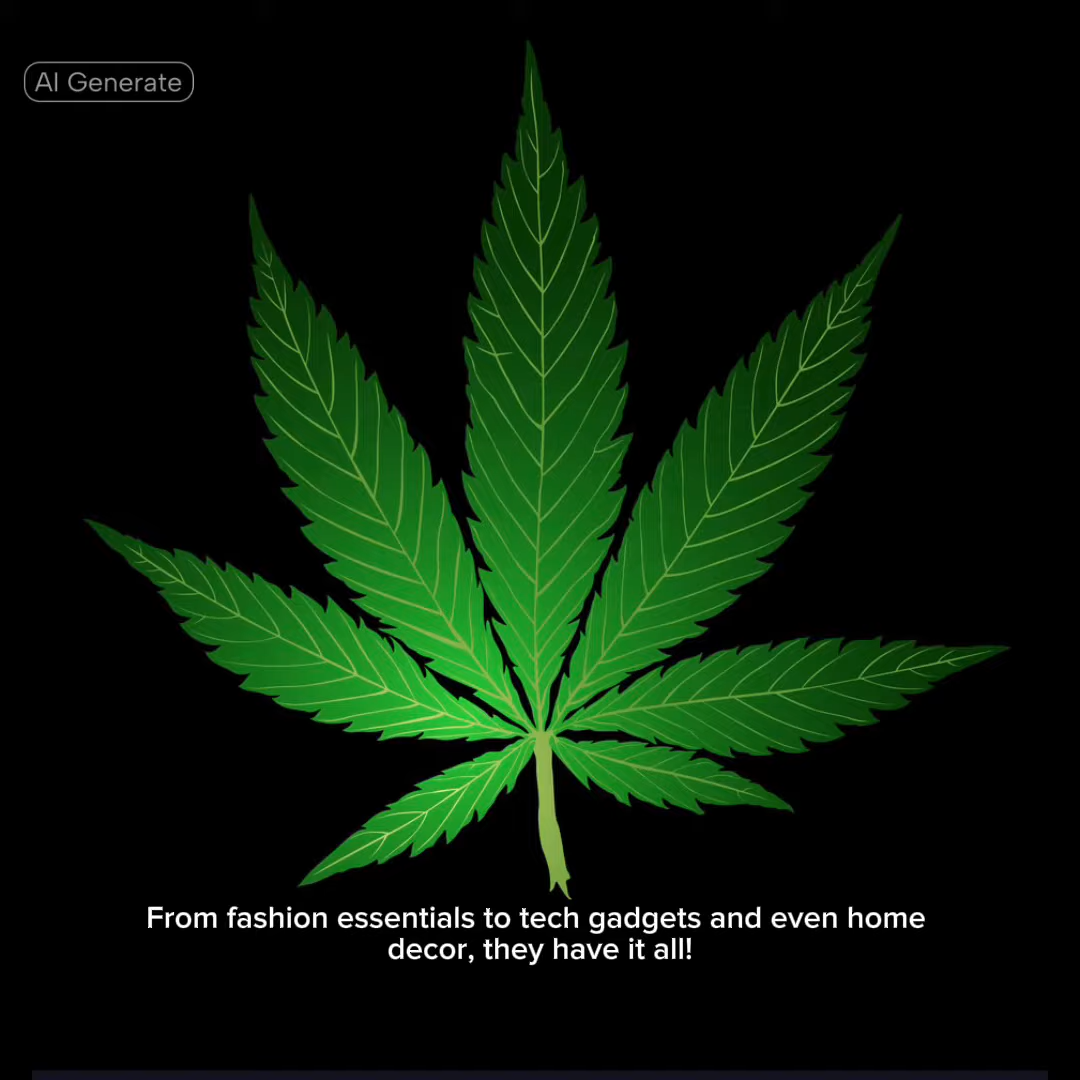 AI Generate
From fashion essentials to tech gadgets and even home
decor, they have it all!